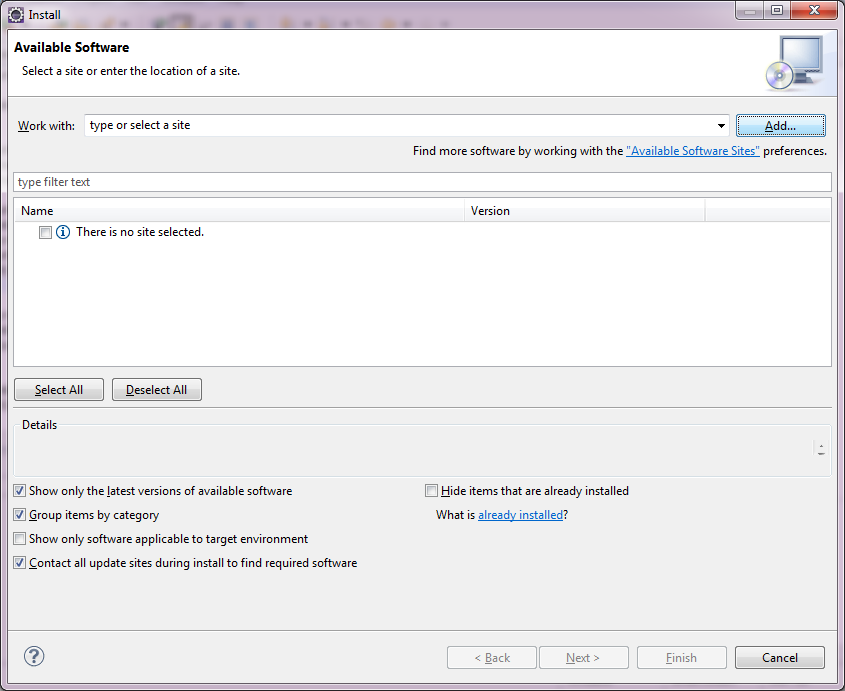 Install
Available Software
Select a site or enter the location of a site.
Work with: type or select a site Add...
Find more software by working with the "Available Software Sites" preferences.
type filter text
Name Version
There is no site selected.
Select All Deselect All
Details
Show only the latest versions of available software Hide items that are already installed
Group items by category What is already installed?
Show only software applicable to target environment
Contact all update sites during install to find required software
? < Back Next > Finish Cancel